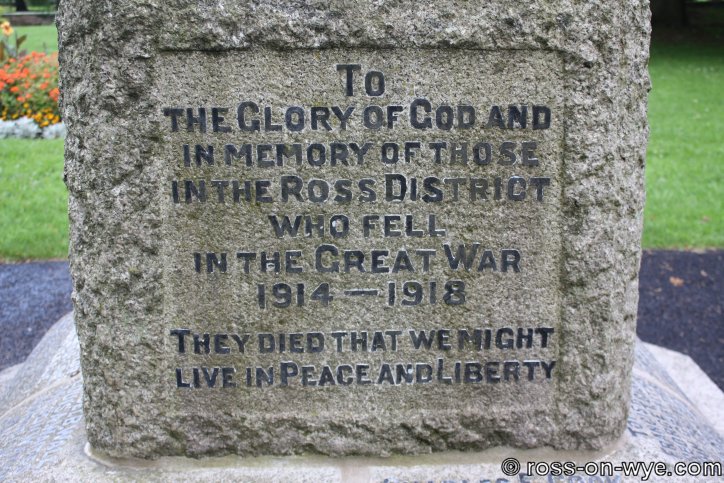 To
The Glory of God and
in memory of those
in the Ross District
who fell
in the Great War
1914 — 1918
They died that we might
live in Peace and Liberty
© ross-on-wye.com